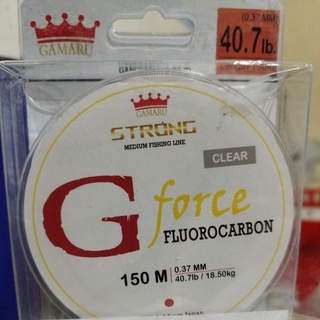 GAMARU
(0.37 MM)
40.7 lb.
GAMARU
STRONG
MEDIUM FISHING LINE
CLEAR
G force
FLUOROCARBON
150 M
0.37 MM
40.7lb / 18.50kg
Japan